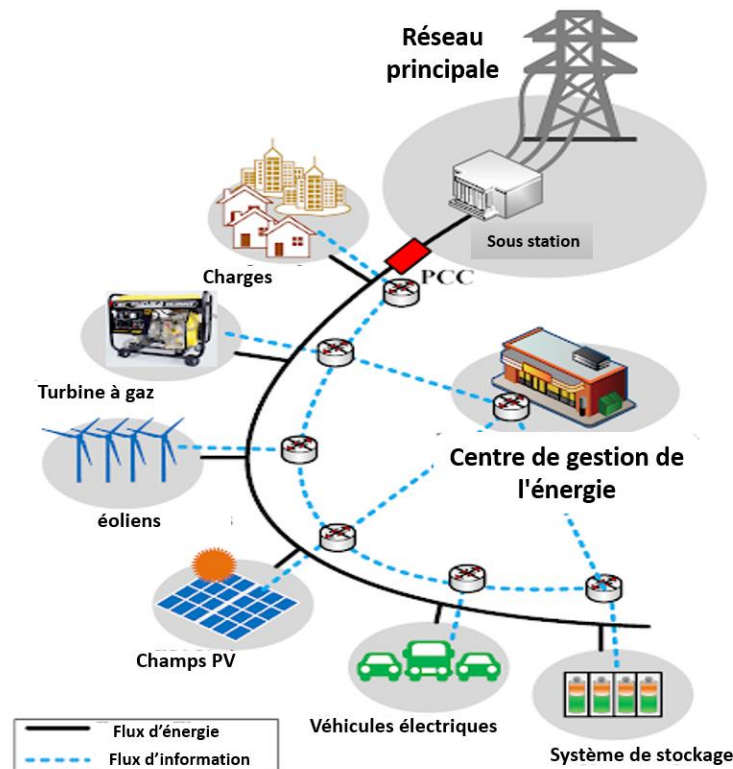 Réseau
principale
Sous station
PCC
Charges
Turbine à gaz
Centre de gestion de
l'énergie
éoliens
Champs PV
Véhicules électriques
Système de stockage
Flux d'énergie
Flux d'information